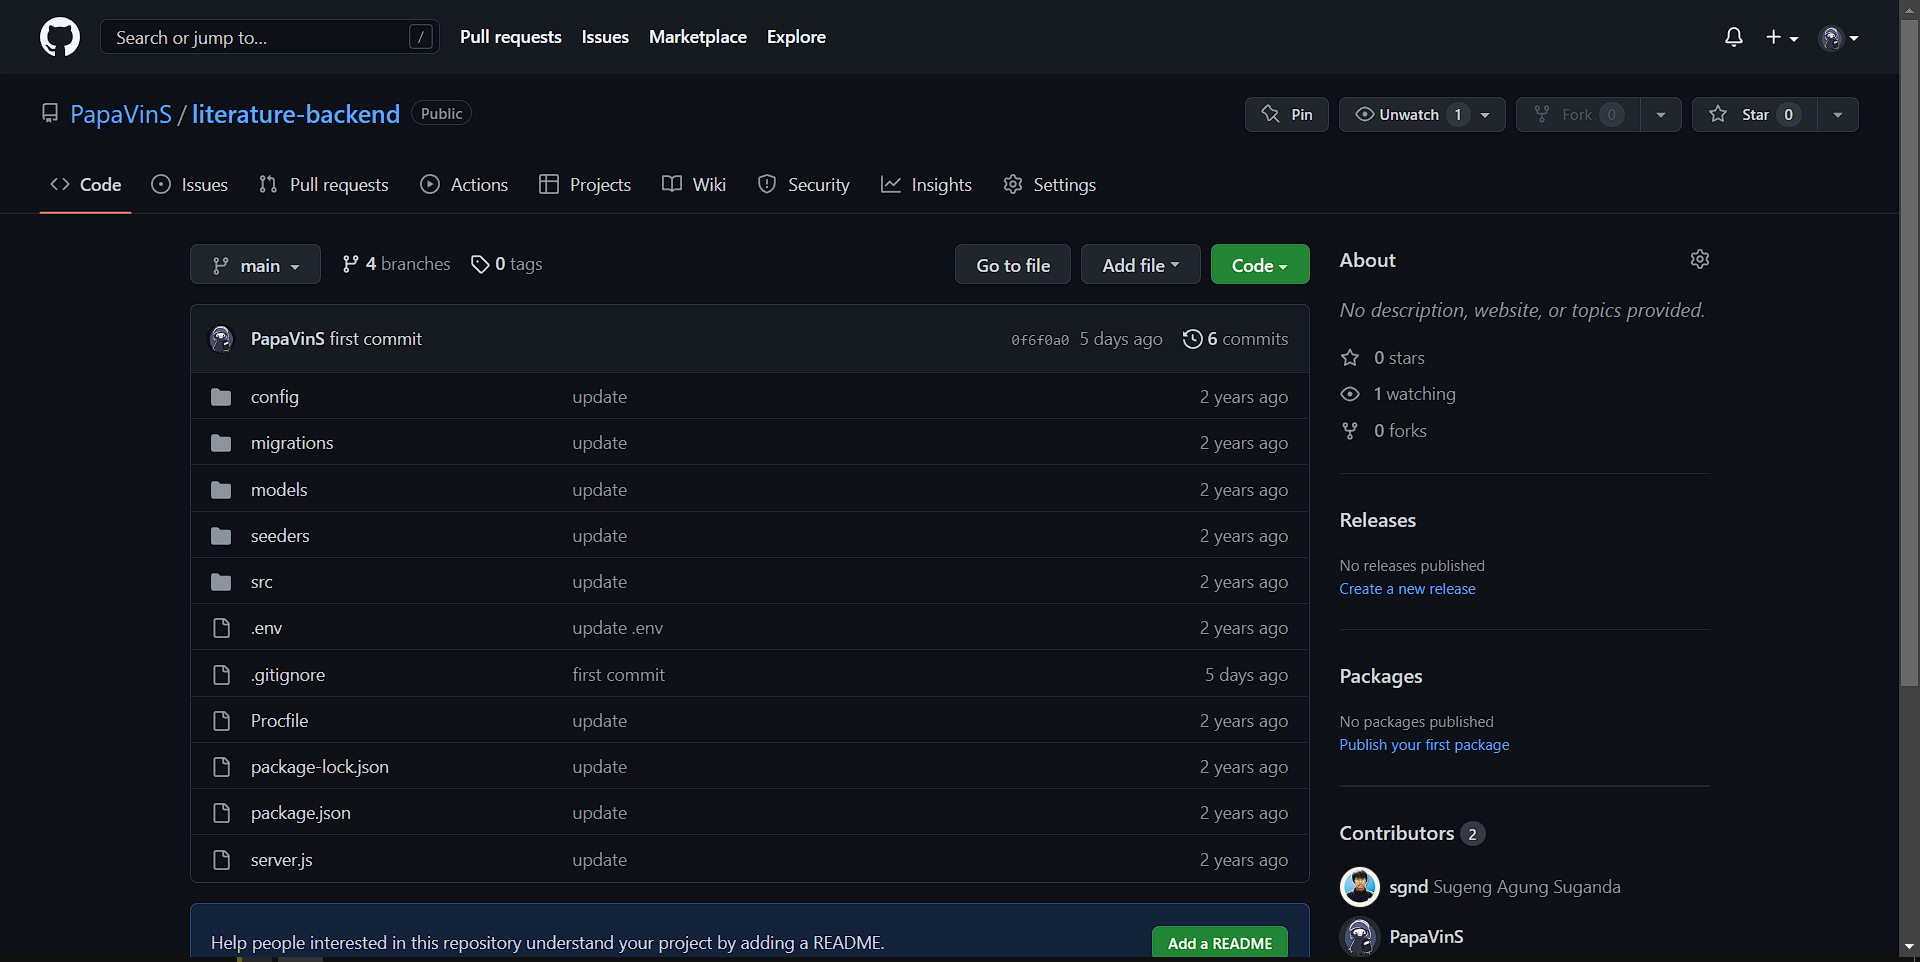 Search or jump to... /
Pull requests Issues Marketplace Explore
PapaVinS / literature-backend Public
Pin Unwatch 1 Fork 0 Star 0
Code Issues Pull requests Actions Projects Wiki Security Insights Settings
main 4 branches 0 tags Go to file Add file Code
PapaVinS first commit 0f6f0a0 5 days ago 6 commits
config update 2 years ago
migrations update 2 years ago
models update 2 years ago
seeders update 2 years ago
src update 2 years ago
.env update .env 2 years ago
.gitignore first commit 5 days ago
Procfile update 2 years ago
package-lock.json update 2 years ago
package.json update 2 years ago
server.js update 2 years ago
Help people interested in this repository understand your project by adding a README. Add a README
About
No description, website, or topics provided.
0 stars
1 watching
0 forks
Releases
No releases published
Create a new release
Packages
No packages published
Publish your first package
Contributors 2
sgnd Sugeng Agung Suganda
PapaVinS